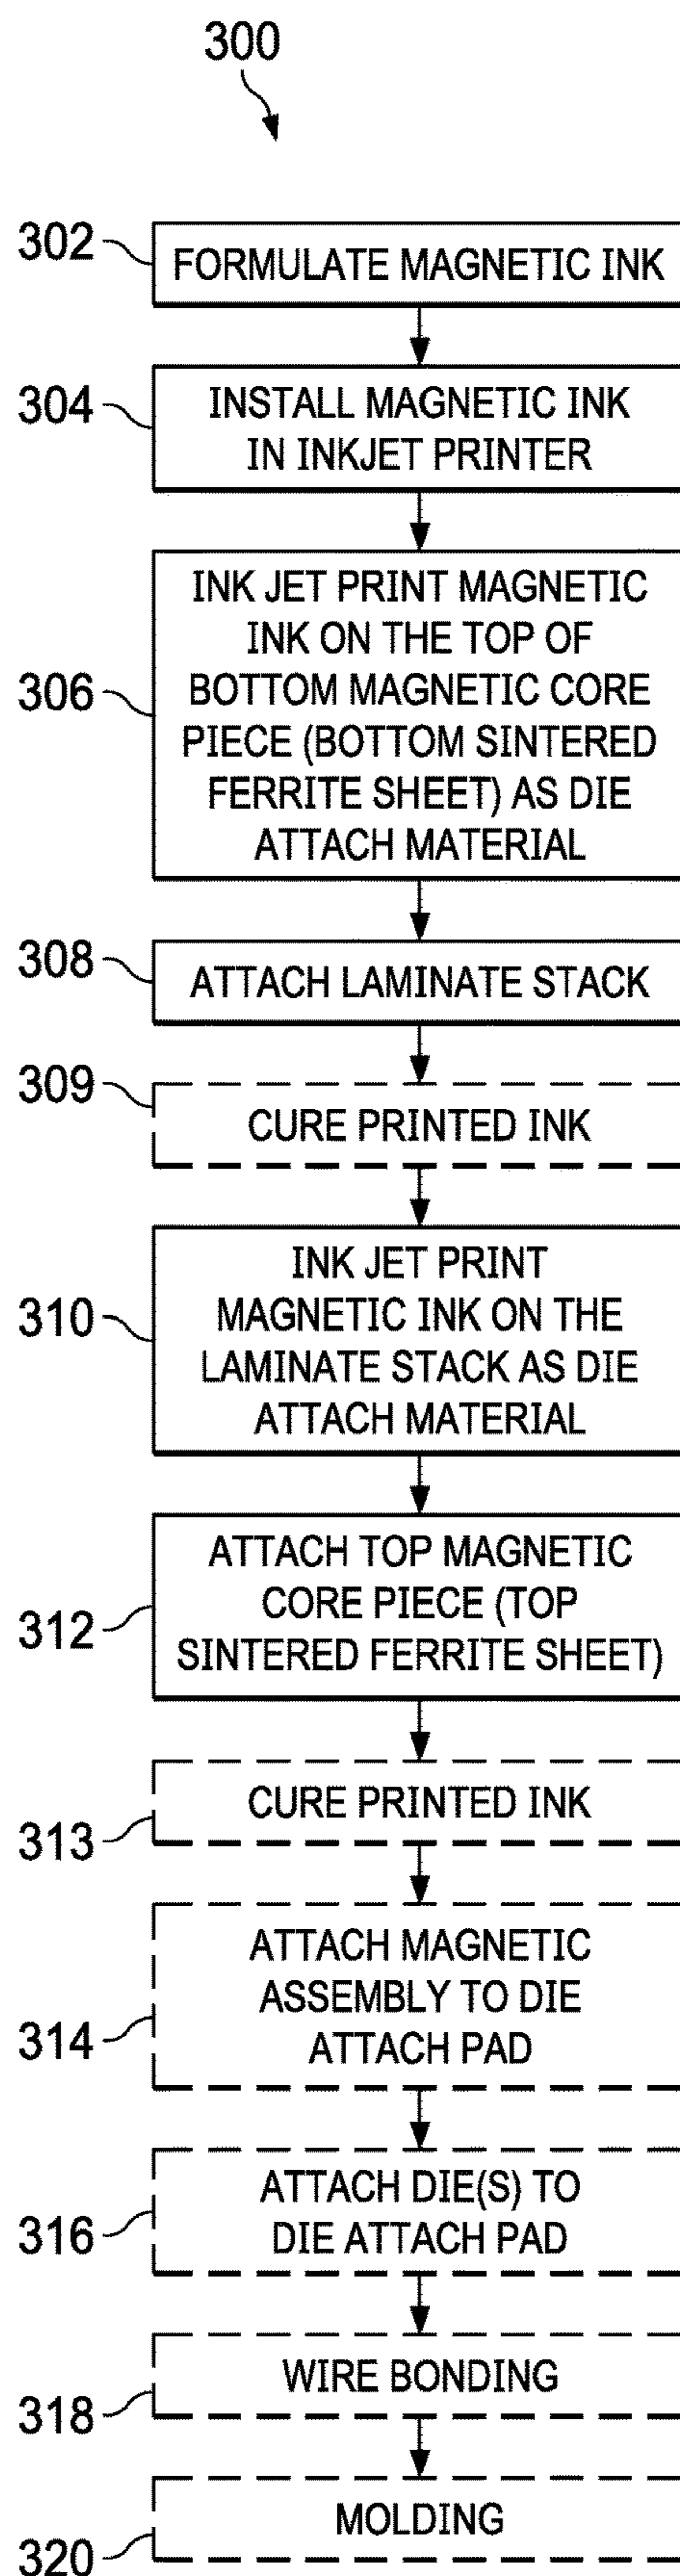 300
302
FORMULATE MAGNETIC INK
304
INSTALL MAGNETIC INK
IN INKJET PRINTER
306
INK JET PRINT MAGNETIC
INK ON THE TOP OF
BOTTOM MAGNETIC CORE
PIECE (BOTTOM SINTERED
FERRITE SHEET) AS DIE
ATTACH MATERIAL
308
ATTACH LAMINATE STACK
309
CURE PRINTED INK
310
INK JET PRINT
MAGNETIC INK ON THE
LAMINATE STACK AS DIE
ATTACH MATERIAL
312
ATTACH TOP MAGNETIC
CORE PIECE (TOP
SINTERED FERRITE SHEET)
313
CURE PRINTED INK
314
ATTACH MAGNETIC
ASSEMBLY TO DIE
ATTACH PAD
316
ATTACH DIE(S) TO
DIE ATTACH PAD
318
WIRE BONDING
320
MOLDING